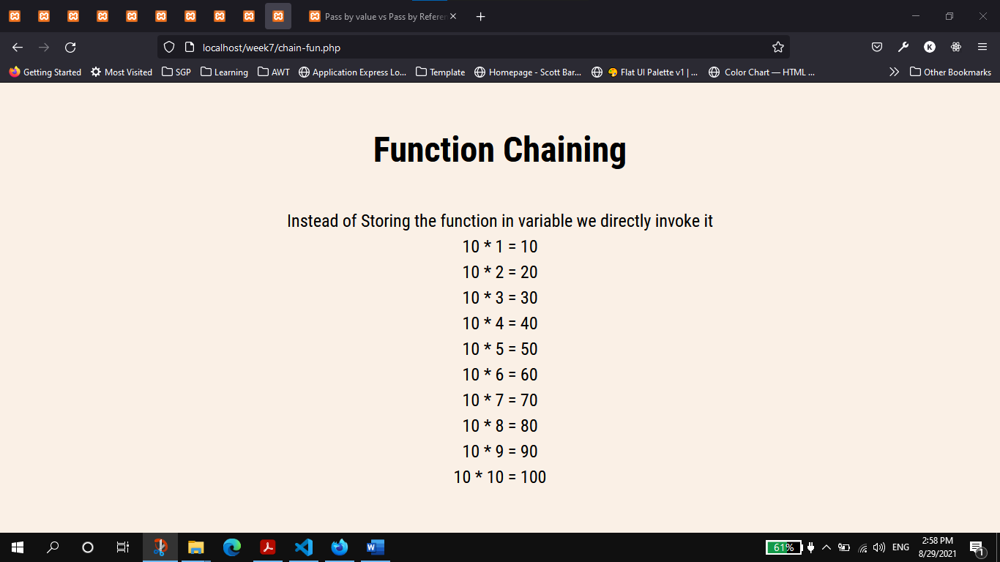 Pass by value vs Pass by Referen
localhost/week7/chain-fun.php
K
Getting Started Most Visited SGP Learning AWT Application Express Lo... Template Homepage - Scott Bar... Flat UI Palette v1 | ... Color Chart — HTML ... Other Bookmarks
Function Chaining
Instead of Storing the function in variable we directly invoke it
10 * 1 = 10
10 * 2 = 20
10 * 3 = 30
10 * 4 = 40
10 * 5 = 50
10 * 6 = 60
10 * 7 = 70
10 * 8 = 80
10 * 9 = 90
10 * 10 = 100
61% ENG 2:58 PM
8/29/2021 1